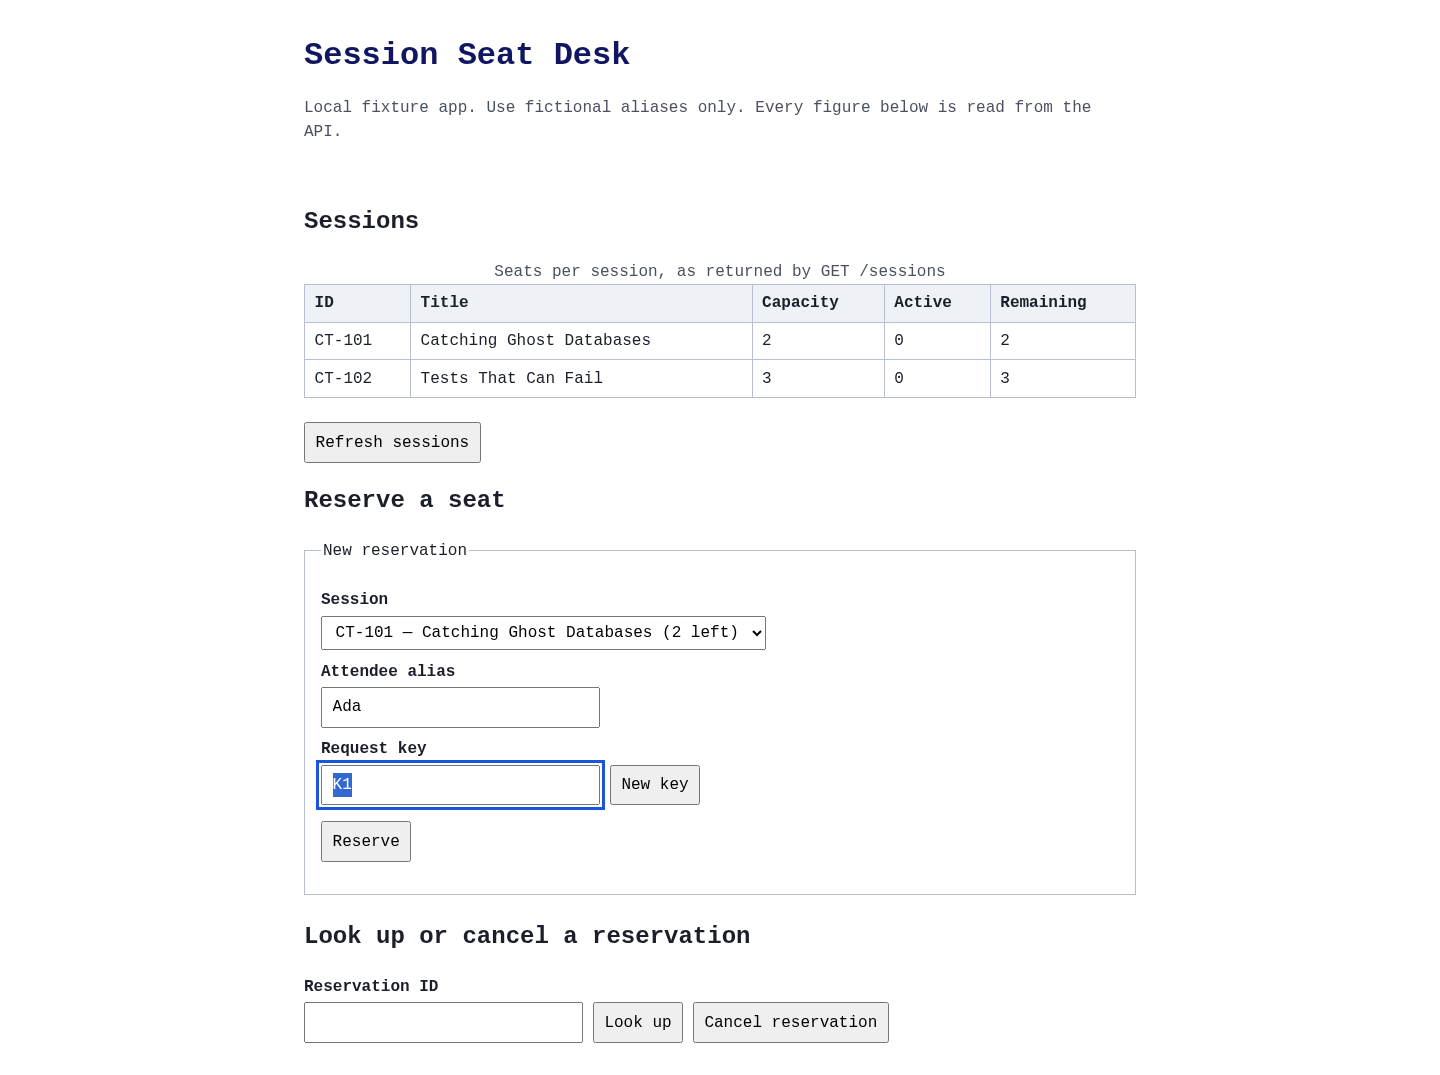 Session Seat Desk
Local fixture app. Use fictional aliases only. Every figure below is read from the
API.
Sessions
Seats per session, as returned by GET /sessions
ID Title Capacity Active Remaining
CT-101 Catching Ghost Databases 2 0 2
CT-102 Tests That Can Fail 3 0 3
Refresh sessions
Reserve a seat
New reservation
Session
CT-101 — Catching Ghost Databases (2 left)
Attendee alias
Ada
Request key
K1 New key
Reserve
Look up or cancel a reservation
Reservation ID
Look up Cancel reservation